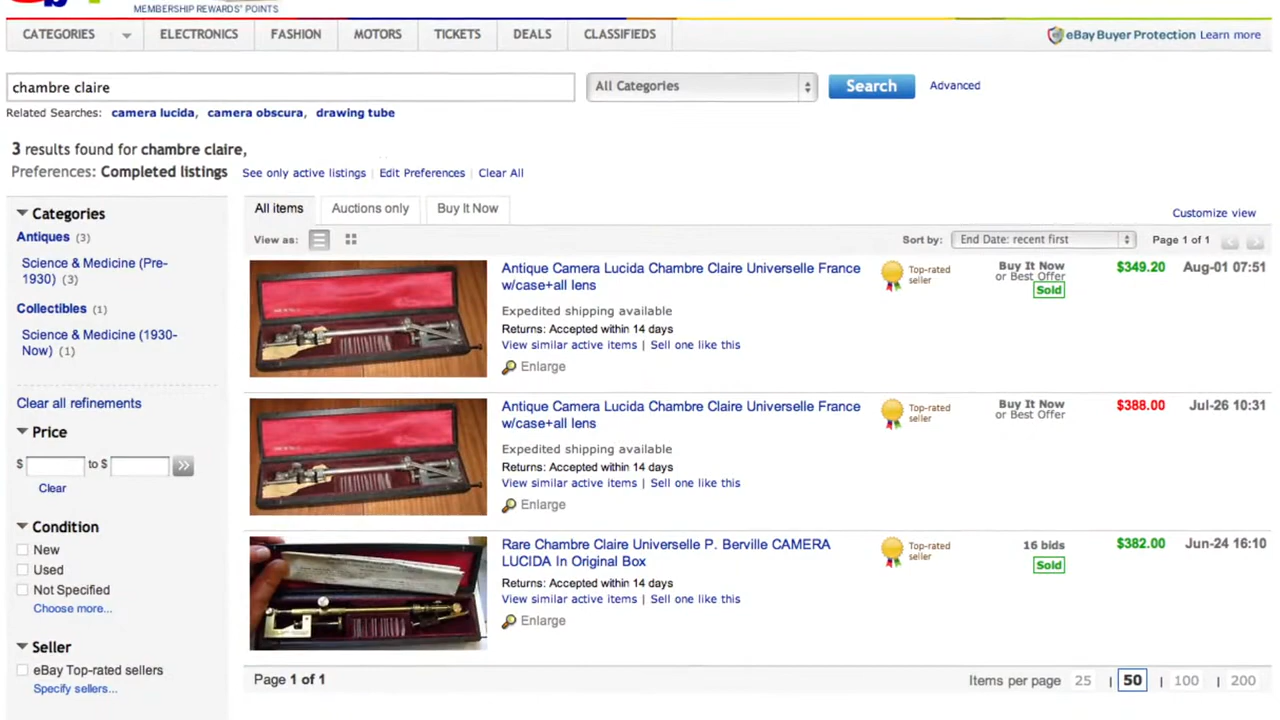 MEMBERSHIP REWARDS® POINTS
CATEGORIES ELECTRONICS FASHION MOTORS TICKETS DEALS CLASSIFIEDS eBay Buyer Protection Learn more
chambre claire All Categories Search Advanced
Related Searches: camera lucida, camera obscura, drawing tube
3 results found for chambre claire,
Preferences: Completed listings See only active listings | Edit Preferences | Clear All
Categories
Antiques (3)
Science & Medicine (Pre-
1930) (3)
Collectibles (1)
Science & Medicine (1930-
Now) (1)
Clear all refinements
Price
$ to $
Clear
Condition
New
Used
Not Specified
Choose more...
Seller
eBay Top-rated sellers
Specify sellers...
All items Auctions only Buy It Now
Customize view
View as: Sort by: End Date: recent first Page 1 of 1
Antique Camera Lucida Chambre Claire Universelle France
w/case+all lens
Expedited shipping available
Returns: Accepted within 14 days
View similar active items | Sell one like this
Enlarge
Top-rated
seller
Buy It Now
or Best Offer
Sold
$349.20
Aug-01 07:51
Antique Camera Lucida Chambre Claire Universelle France
w/case+all lens
Expedited shipping available
Returns: Accepted within 14 days
View similar active items | Sell one like this
Enlarge
Top-rated
seller
Buy It Now
or Best Offer
$388.00
Jul-26 10:31
Rare Chambre Claire Universelle P. Berville CAMERA
LUCIDA In Original Box
Returns: Accepted within 14 days
View similar active items | Sell one like this
Enlarge
Top-rated
seller
16 bids
Sold
$382.00
Jun-24 16:10
Page 1 of 1 Items per page 25 | 50 | 100 | 200